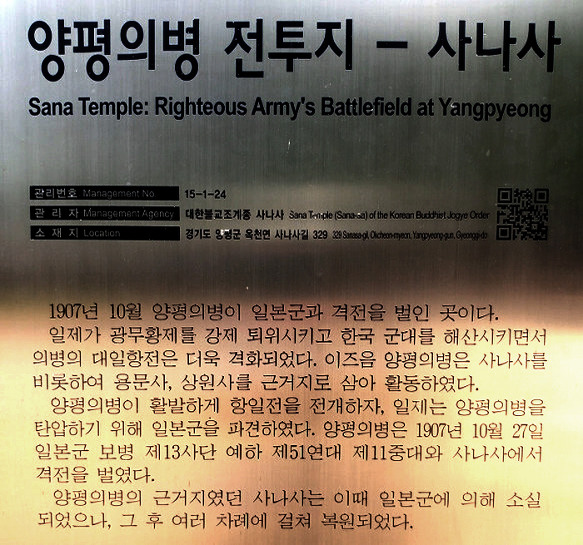 양평의병 전투지 - 사나사
Sana Temple: Righteous Army's Battlefield at Yangpyeong
관리번호 Management No. 15-1-24
관 리 자 Management Agency 대한불교조계종 사나사 Sana Temple (Sana-sa) of the Korean Buddhist Jogye Order
소 재 지 Location 경기도 양평군 옥천면 사나사길 329 329 Sanasa-gil, Okcheon-myeon, Yangpyeong-gun, Gyeonggi-do
1907년 10월 양평의병이 일본군과 격전을 벌인 곳이다.
일제가 광무황제를 강제 퇴위시키고 한국 군대를 해산시키면서
의병의 대일항전은 더욱 격화되었다. 이즈음 양평의병은 사나사를
비롯하여 용문사, 상원사를 근거지로 삼아 활동하였다.
양평의병이 활발하게 항일전을 전개하자, 일제는 양평의병을
탄압하기 위해 일본군을 파견하였다. 양평의병은 1907년 10월 27일
일본군 보병 제13사단 예하 제51연대 제11중대와 사나사에서
격전을 벌였다.
양평의병의 근거지였던 사나사는 이때 일본군에 의해 소실
되었으나, 그 후 여러 차례에 걸쳐 복원되었다.